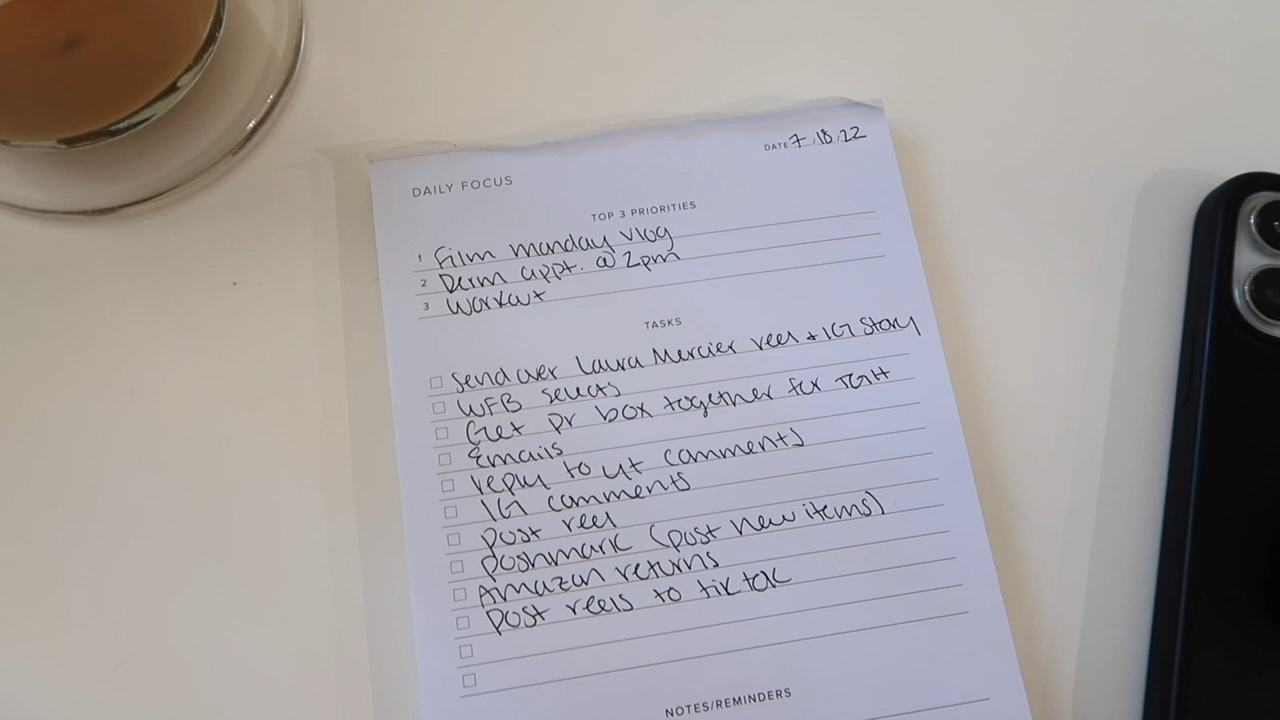 DATE: 7.18.22
DAILY FOCUS
TOP 3 PRIORITIES
1 Film monday vlog
2 Derm appt. @ 2pm
3 Workout
TASKS
send over Laura Mercier reel + IG Story
WFB selects
Get pr box together for TGH
Emails
reply to YT comments
IG comments
post reel
poshmark (post new items)
Amazon returns
post reels to tik tok
NOTES/REMINDERS